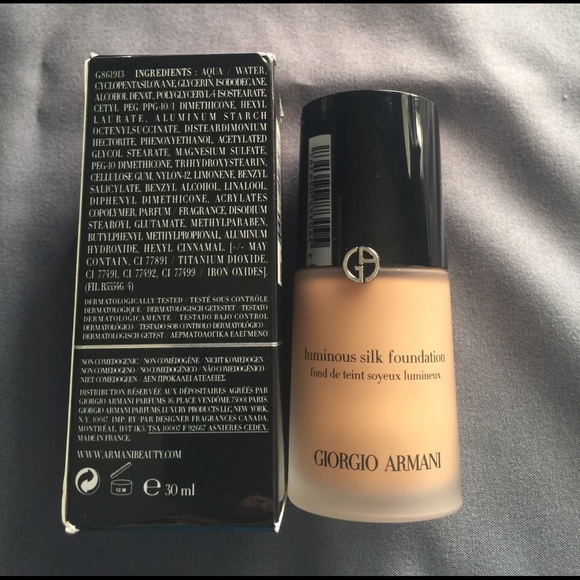 G861913 INGREDIENTS : AQUA / WATER,
CYCLOPENTASILOXANE, GLYCERIN, ISODODECANE,
ALCOHOL DENAT., POLYGLYCERYL-4 ISOSTEARATE,
CETYL PEG/PPG-10/1 DIMETHICONE, HEXYL
LAURATE, ALUMINUM STARCH
OCTENYLSUCCINATE, DISTEARDIMONIUM
HECTORITE, PHENOXYETHANOL, ACETYLATED
GLYCOL STEARATE, MAGNESIUM SULFATE,
PEG-10 DIMETHICONE, TRIHYDROXYSTEARIN,
CELLULOSE GUM, NYLON-12, LIMONENE, BENZYL
SALICYLATE, BENZYL ALCOHOL, LINALOOL,
DIPHENYL DIMETHICONE, ACRYLATES
COPOLYMER, PARFUM / FRAGRANCE, DISODIUM
STEAROYL GLUTAMATE, METHYLPARABEN,
BUTYLPHENYL METHYLPROPIONAL, ALUMINUM
HYDROXIDE, HEXYL CINNAMAL. [+/- MAY
CONTAIN, CI 77891 / TITANIUM DIOXIDE,
CI 77491, CI 77492, CI 77499 / IRON OXIDES].
(F.I.L. B55546/4)
DERMATOLOGICALLY TESTED / TESTÉ SOUS CONTRÔLE
DERMATOLOGIQUE / DERMATOLOGISCH GETESTET / TESTADO
DERMATOLOGICAMENTE / TESTADO BAJO CONTROL
DERMATOLÓGICO / TESTADO SOB CONTROLO DERMATOLÓGICO /
DERMATOLOGISCH GETEST / ΔΕΡΜΑΤΟΛΟΓΙΚΑ ΕΛΕΓΜΕΝΟ
NON COMEDOGENIC / NON COMÉDOGÈNE / NICHT KOMEDOGEN
NON COMEDOGENO / NO COMEDOGÉNICO / NÃO COMEDOGÉNICO /
NIET COMEDOGEEN / ΔΕΝ ΠΡΟΚΑΛΕΙ ΑΤΕΛΕΙΕΣ
DISTRIBUTION RÉSERVÉE AUX DÉPOSITAIRES AGRÉÉS PAR
GIORGIO ARMANI PARFUMS, 16, PLACE VENDÔME 75001 PARIS.
GIORGIO ARMANI PARFUMS, LUXURY PRODUCTS LLC, NEW YORK,
N.Y. 10017. IMP. BY PAR DESIGNER FRAGRANCES CANADA,
MONTRÉAL, H4T 1K5. TSA 10007 F 92667 ASNIERES CEDEX.
MADE IN FRANCE
WWW.ARMANIBEAUTY.COM
12 M
e 30 ml
GA
luminous silk foundation
fond de teint soyeux lumineux
GIORGIO ARMANI